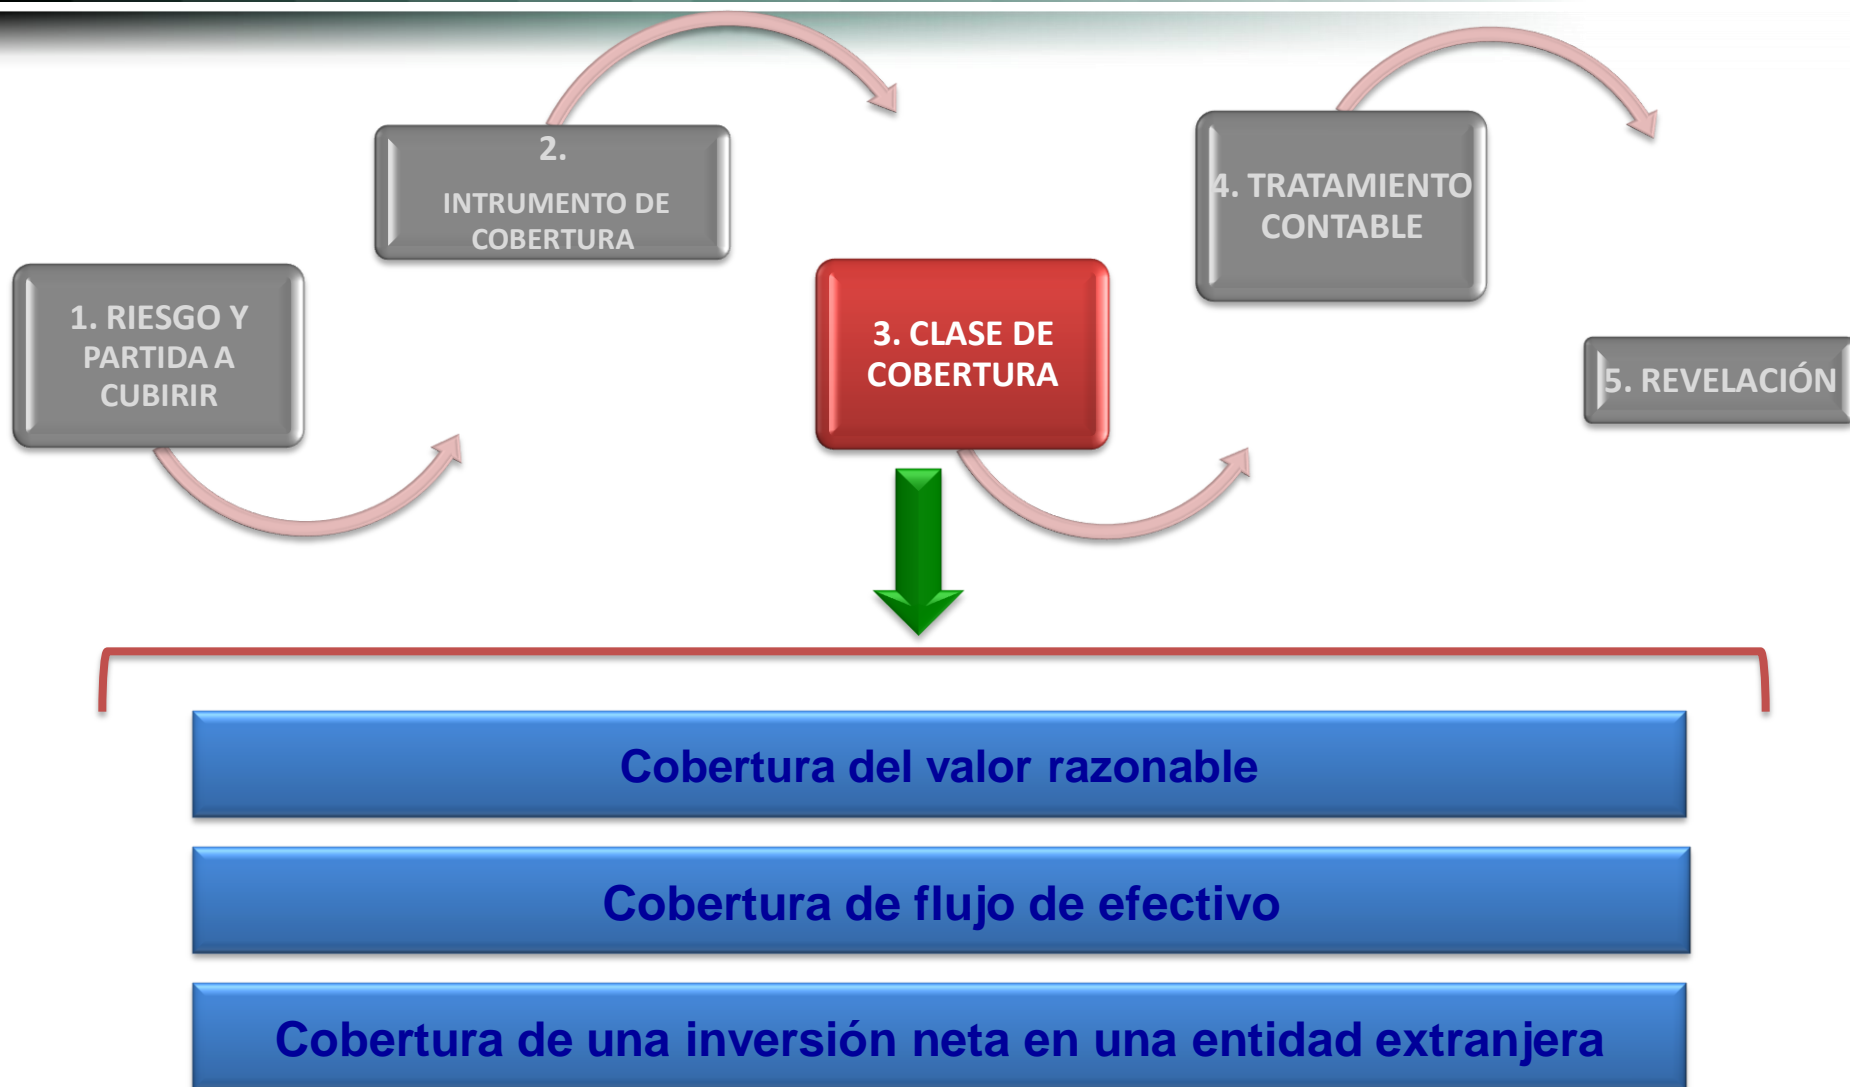 1. RIESGO Y
PARTIDA A
CUBIRIR
2.
INTRUMENTO DE
COBERTURA
3. CLASE DE
COBERTURA
4. TRATAMIENTO
CONTABLE
5. REVELACIÓN
Cobertura del valor razonable
Cobertura de flujo de efectivo
Cobertura de una inversión neta en una entidad extranjera